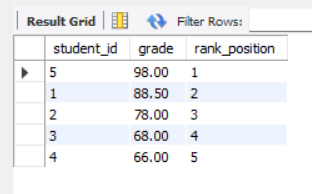 Result Grid Filter Rows:
student_id grade rank_position
5 98.00 1
1 88.50 2
2 78.00 3
3 68.00 4
4 66.00 5